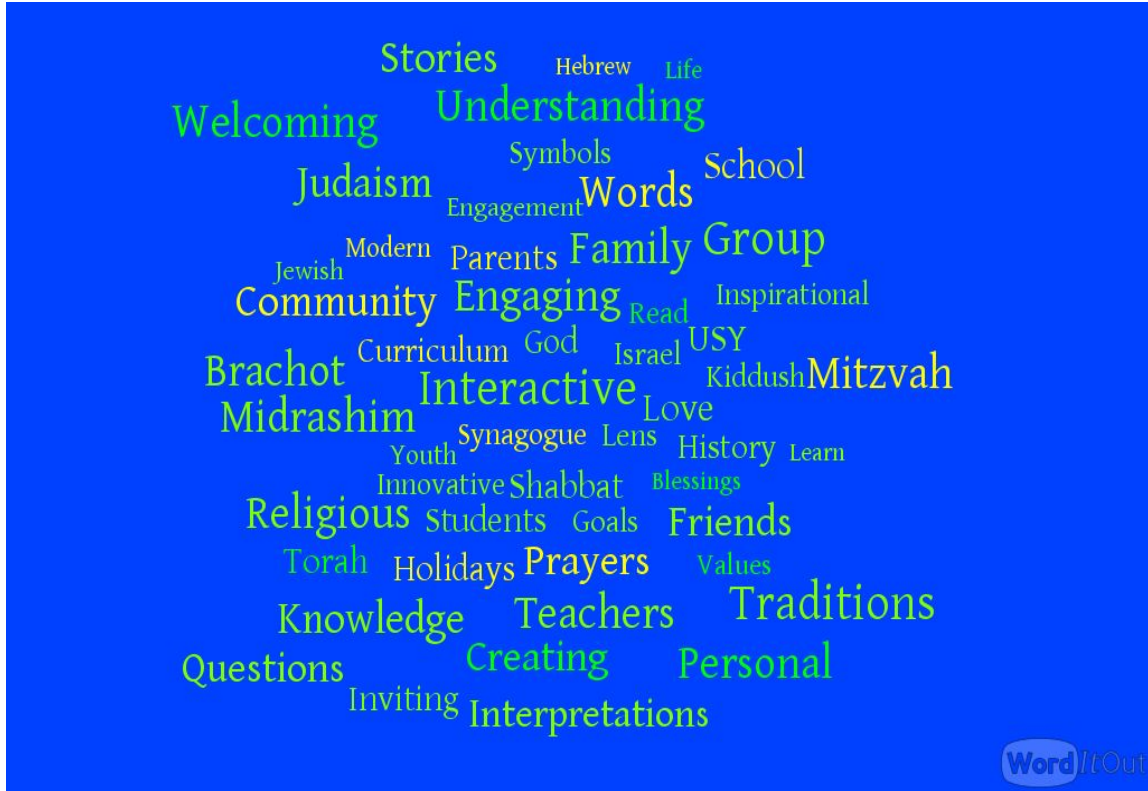 Stories Hebrew Life
Welcoming Understanding
Symbols School
Judaism Words
Engagement
Modern Parents Family Group
Jewish
Community Engaging Read Inspirational
Curriculum God Israel USY
Brachot Interactive Kiddush Mitzvah
Midrashim Love
Synagogue Lens History Learn
Youth
Innovative Shabbat Blessings
Religious Students Goals Friends
Torah Holidays Prayers Values
Knowledge Teachers Traditions
Questions Creating Personal
Inviting Interpretations
WordItOut